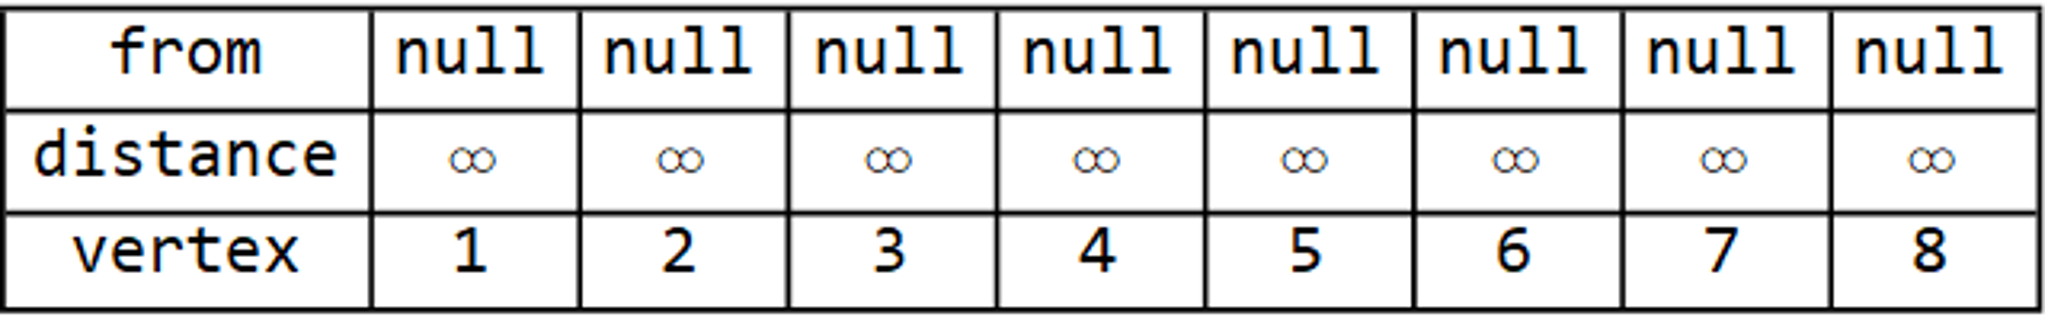 from null null null null null null null null
distance ∞ ∞ ∞ ∞ ∞ ∞ ∞ ∞
vertex 1 2 3 4 5 6 7 8